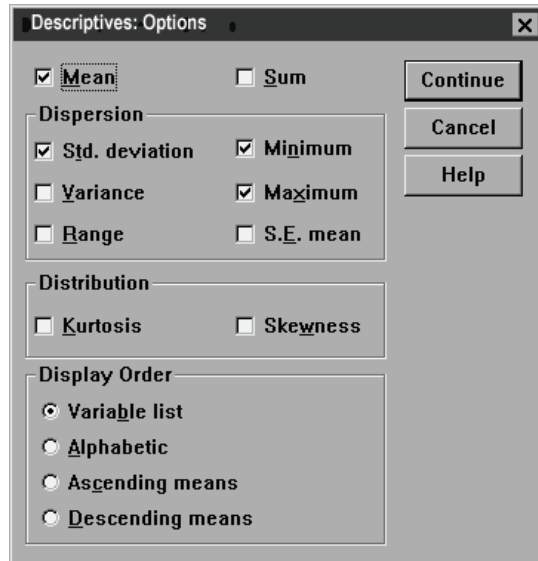 Descriptives: Options
Mean
Sum
Continue
Cancel
Help
Dispersion
Std. deviation
Minimum
Variance
Maximum
Range
S.E. mean
Distribution
Kurtosis
Skewness
Display Order
Variable list
Alphabetic
Ascending means
Descending means